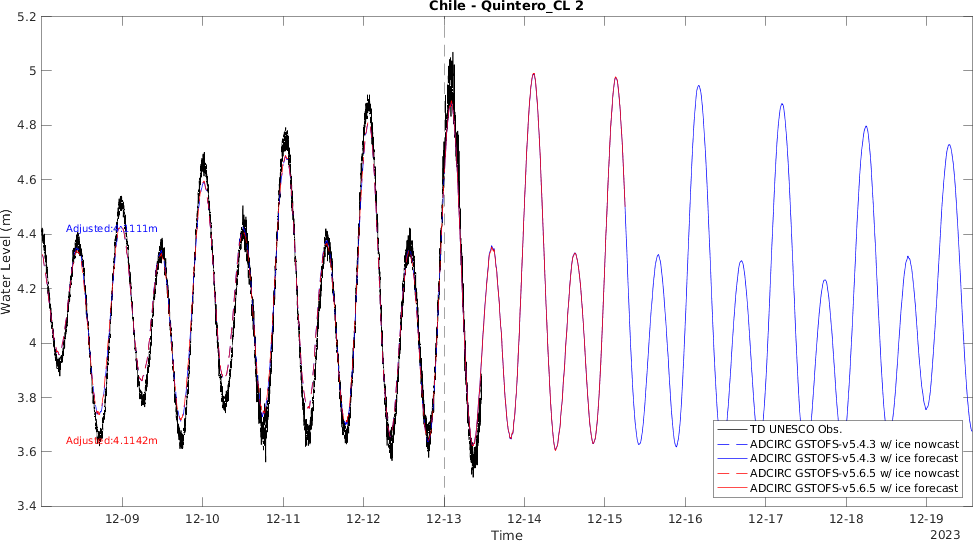 Chile - Quintero_CL 2
Water Level (m)
5.2
5
4.8
4.6
4.4
4.2
4
3.8
3.6
3.4
Adjusted:4.1111m
Adjusted:4.1142m
TD UNESCO Obs.
ADCIRC GSTOFS-v5.4.3 w/ ice nowcast
ADCIRC GSTOFS-v5.4.3 w/ ice forecast
ADCIRC GSTOFS-v5.6.5 w/ ice nowcast
ADCIRC GSTOFS-v5.6.5 w/ ice forecast
12-09 12-10 12-11 12-12 12-13 12-14 12-15 12-16 12-17 12-18 12-19
2023
Time